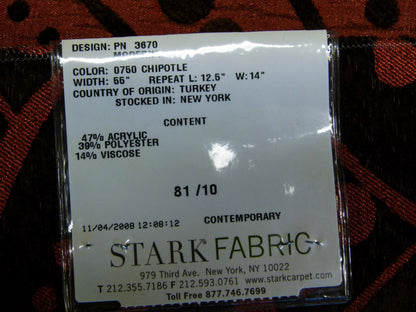 DESIGN: PN 3670
COLOR: 0750 CHIPOTLE
WIDTH: 55" REPEAT L: 12.5" W: 14"
COUNTRY OF ORIGIN: TURKEY
STOCKED IN: NEW YORK
CONTENT
47% ACRYLIC
39% POLYESTER
14% VISCOSE
81 /10
11/04/2008 12:08:12 CONTEMPORARY
STARK® FABRIC
979 Third Ave. New York, NY 10022
T 212.355.7186 F 212.593.0761 www.starkcarpet.com
Toll Free 877.746.7699